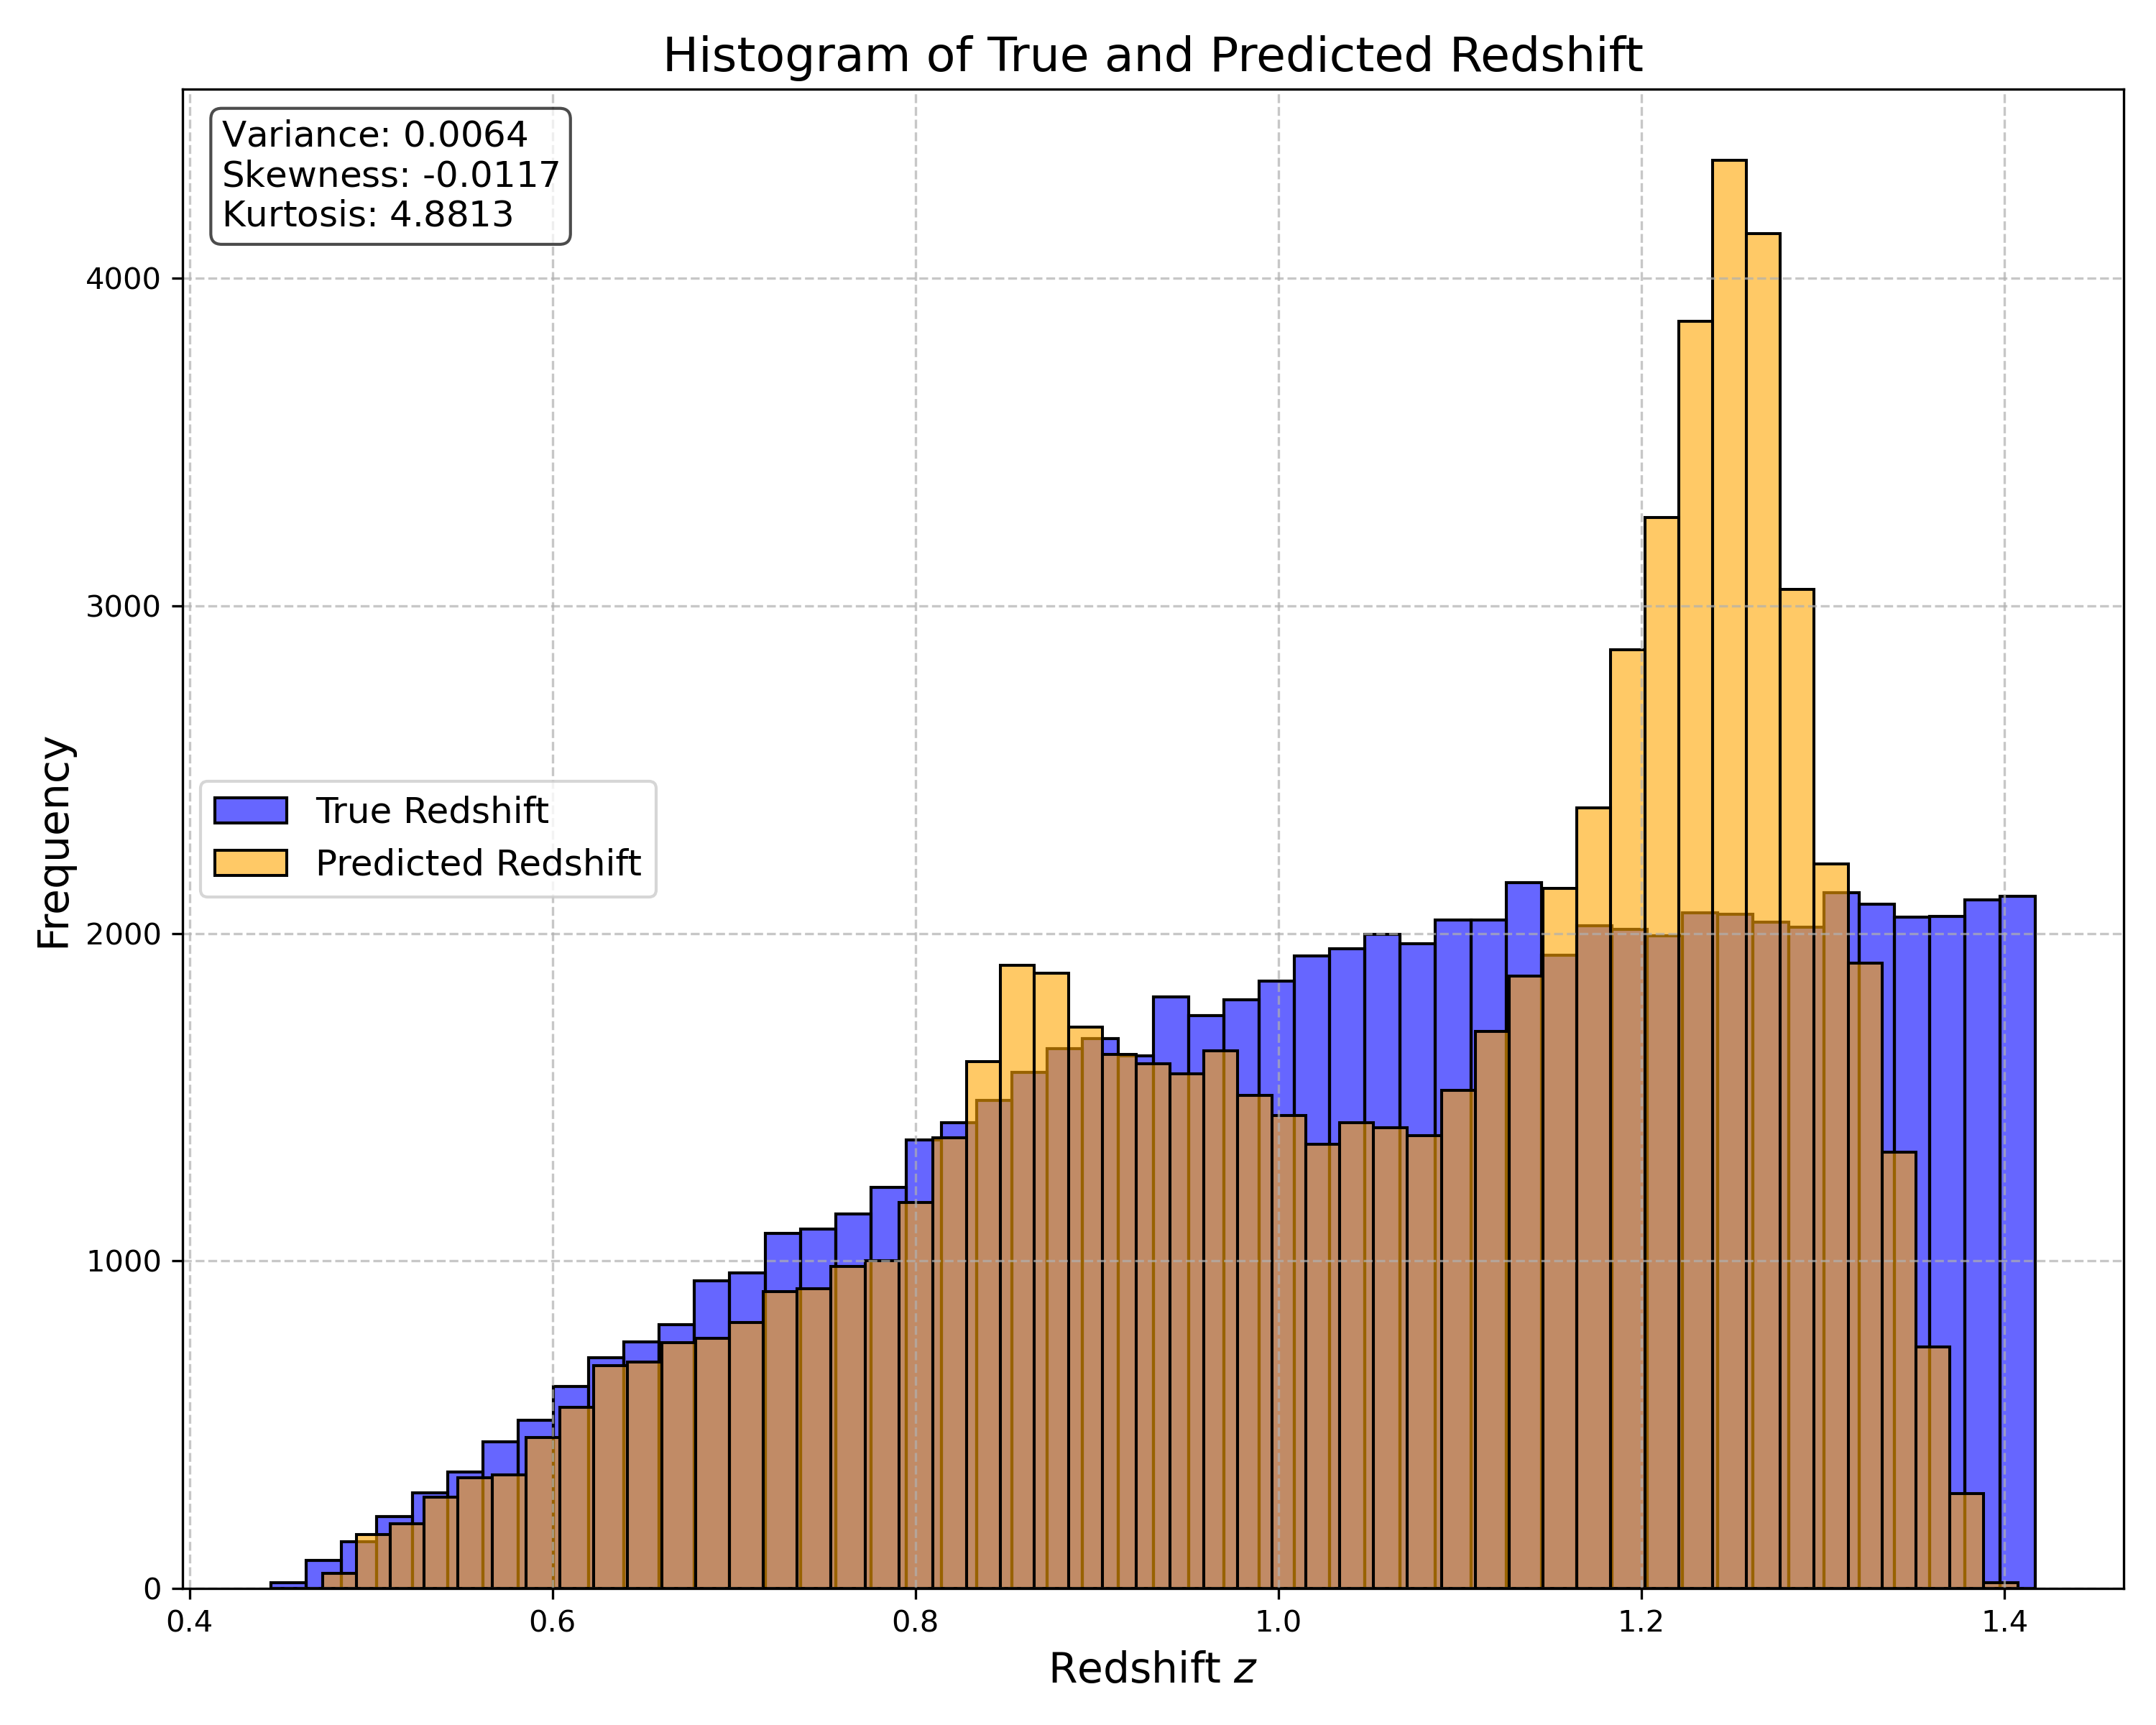 Histogram of True and Predicted Redshift
Variance: 0.0064
Skewness: -0.0117
Kurtosis: 4.8813
4000
3000
2000
1000
0
Frequency
True Redshift
Predicted Redshift
0.4 0.6 0.8 1.0 1.2 1.4
Redshift z